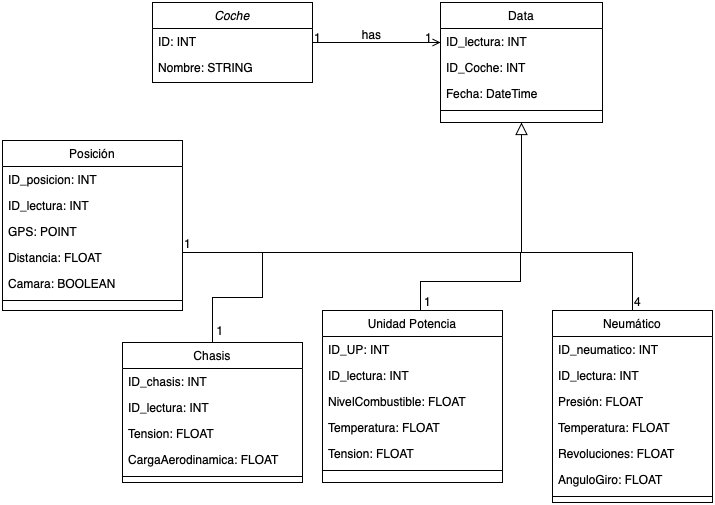 Coche
ID: INT
Nombre: STRING
1
has
1
Data
ID_lectura: INT
ID_Coche: INT
Fecha: DateTime
Posición
ID_posicion: INT
ID_lectura: INT
GPS: POINT
Distancia: FLOAT
Camara: BOOLEAN
1
1
Chasis
ID_chasis: INT
ID_lectura: INT
Tension: FLOAT
CargaAerodinamica: FLOAT
1
Unidad Potencia
ID_UP: INT
ID_lectura: INT
NivelCombustible: FLOAT
Temperatura: FLOAT
Tension: FLOAT
4
Neumático
ID_neumatico: INT
ID_lectura: INT
Presión: FLOAT
Temperatura: FLOAT
Revoluciones: FLOAT
AnguloGiro: FLOAT